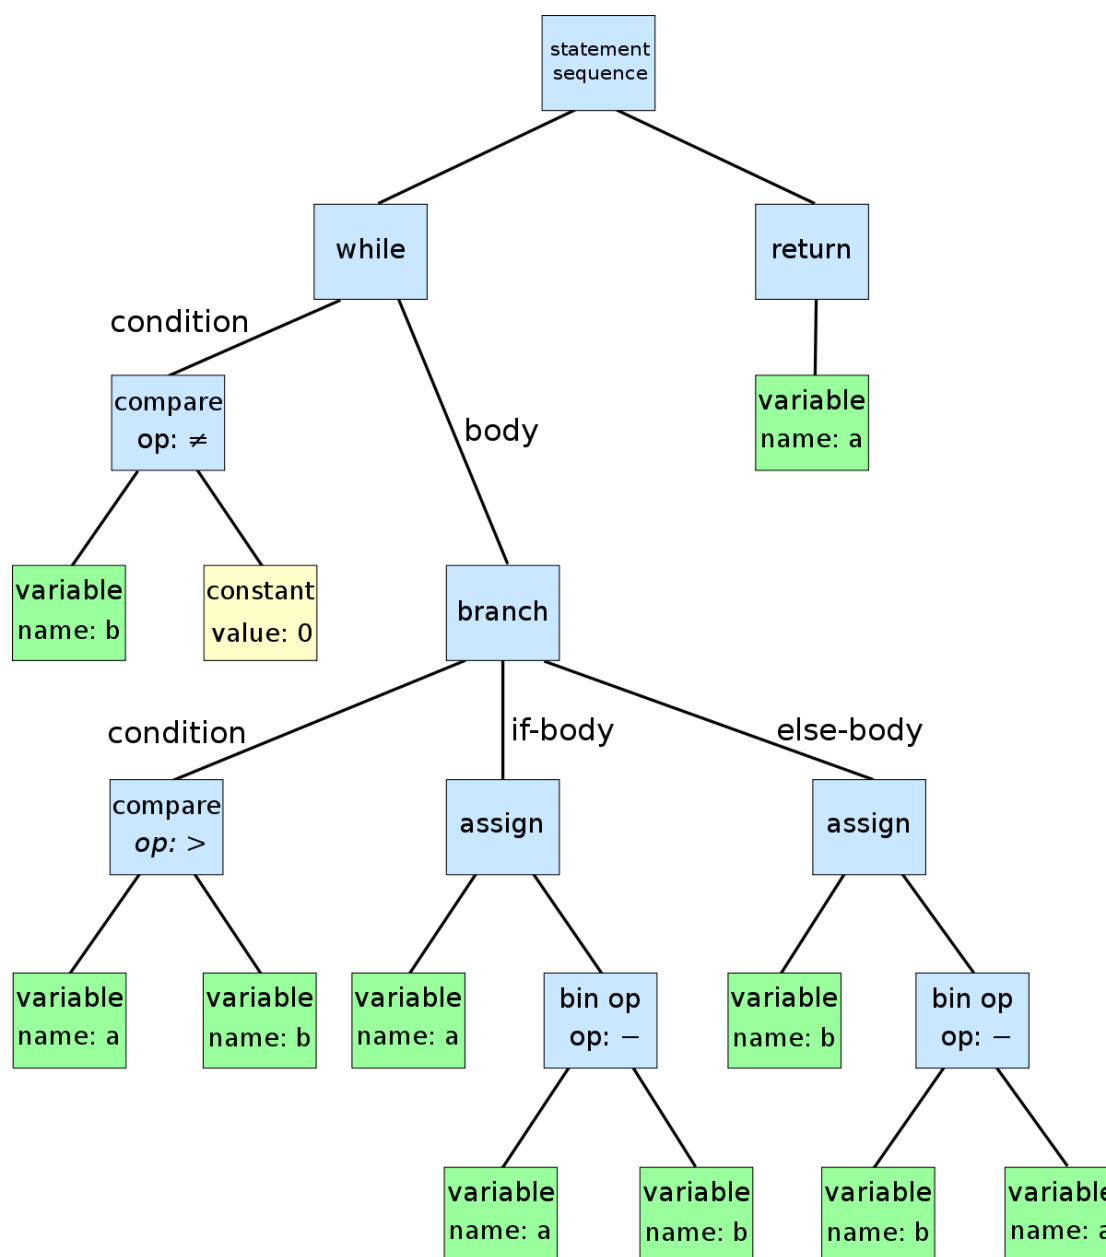 statement
sequence
while
return
condition
compare
op: ≠
body
variable
name: a
variable
name: b
constant
value: 0
branch
condition
if-body
else-body
compare
op: >
assign
assign
variable
name: a
variable
name: b
variable
name: a
bin op
op: −
variable
name: b
bin op
op: −
variable
name: a
variable
name: b
variable
name: b
variable
name: a